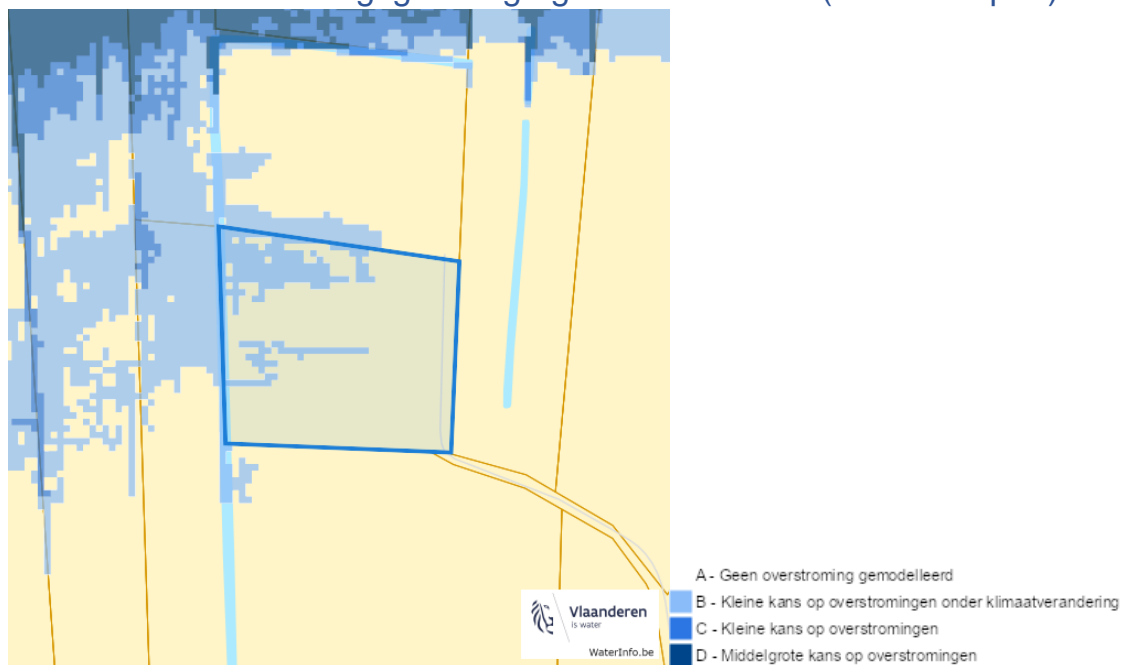 A - Geen overstroming gemodelleerd
B - Kleine kans op overstromingen onder klimaatverandering
Vlaanderen
is water
C - Kleine kans op overstromingen
WaterInfo.be
D - Middelgrote kans op overstromingen